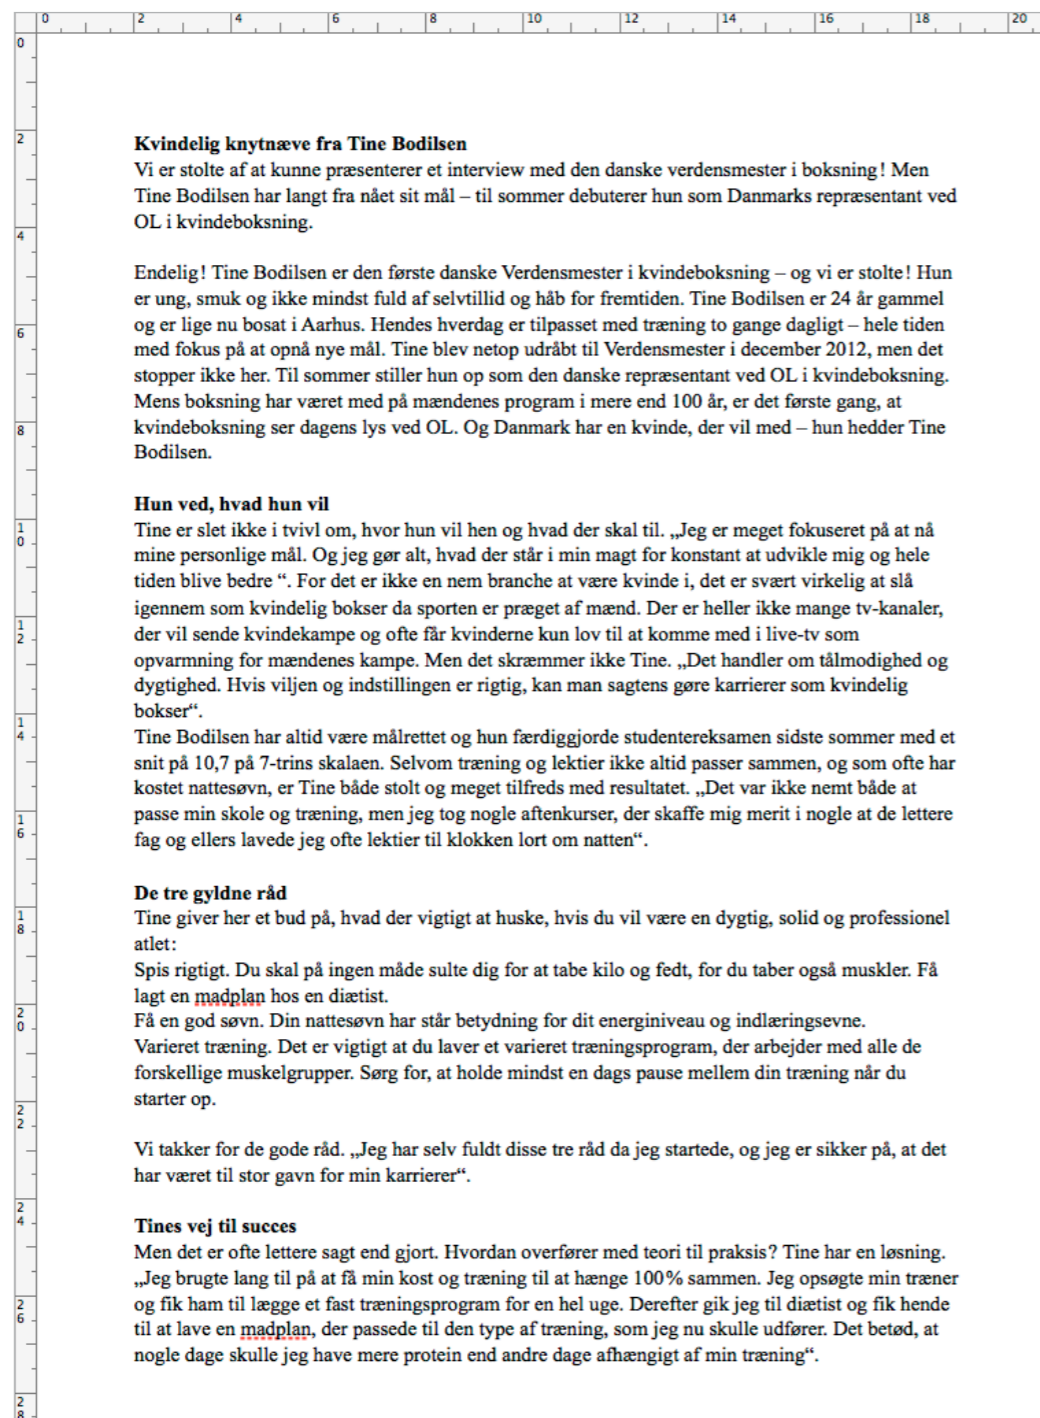 0 2 4 6 8 10 12 14 16 18 20
0
2
Kvindelig knytnæve fra Tine Bodilsen
Vi er stolte af at kunne præsenterer et interview med den danske verdensmester i boksning! Men
Tine Bodilsen har langt fra nået sit mål – til sommer debuterer hun som Danmarks repræsentant ved
OL i kvindeboksning.
4
Endelig! Tine Bodilsen er den første danske Verdensmester i kvindeboksning – og vi er stolte! Hun
er ung, smuk og ikke mindst fuld af selvtillid og håb for fremtiden. Tine Bodilsen er 24 år gammel
og er lige nu bosat i Aarhus. Hendes hverdag er tilpasset med træning to gange dagligt – hele tiden
6
med fokus på at opnå nye mål. Tine blev netop udråbt til Verdensmester i december 2012, men det
stopper ikke her. Til sommer stiller hun op som den danske repræsentant ved OL i kvindeboksning.
Mens boksning har været med på mændenes program i mere end 100 år, er det første gang, at
kvindeboksning ser dagens lys ved OL. Og Danmark har en kvinde, der vil med – hun hedder Tine
8
Bodilsen.
Hun ved, hvad hun vil
Tine er slet ikke i tvivl om, hvor hun vil hen og hvad der skal til. „Jeg er meget fokuseret på at nå
10
mine personlige mål. Og jeg gør alt, hvad der står i min magt for konstant at udvikle mig og hele
tiden blive bedre “. For det er ikke en nem branche at være kvinde i, det er svært virkelig at slå
igennem som kvindelig bokser da sporten er præget af mænd. Der er heller ikke mange tv-kanaler,
12
der vil sende kvindekampe og ofte får kvinderne kun lov til at komme med i live-tv som
opvarmning for mændenes kampe. Men det skræmmer ikke Tine. „Det handler om tålmodighed og
dygtighed. Hvis viljen og indstillingen er rigtig, kan man sagtens gøre karrierer som kvindelig
bokser“.
14
Tine Bodilsen har altid være målrettet og hun færdiggjorde studentereksamen sidste sommer med et
snit på 10,7 på 7-trins skalaen. Selvom træning og lektier ikke altid passer sammen, og som ofte har
kostet nattesøvn, er Tine både stolt og meget tilfreds med resultatet. „Det var ikke nemt både at
passe min skole og træning, men jeg tog nogle aftenkurser, der skaffe mig merit i nogle at de lettere
16
fag og ellers lavede jeg ofte lektier til klokken lort om natten“.
De tre gyldne råd
Tine giver her et bud på, hvad der vigtigt at huske, hvis du vil være en dygtig, solid og professionel
18
atlet:
Spis rigtigt. Du skal på ingen måde sulte dig for at tabe kilo og fedt, for du taber også muskler. Få
lagt en madplan hos en diætist.
20
Få en god søvn. Din nattesøvn har står betydning for dit energiniveau og indlæringsevne.
Varieret træning. Det er vigtigt at du laver et varieret træningsprogram, der arbejder med alle de
forskellige muskelgrupper. Sørg for, at holde mindst en dags pause mellem din træning når du
starter op.
22
Vi takker for de gode råd. „Jeg har selv fuldt disse tre råd da jeg startede, og jeg er sikker på, at det
har været til stor gavn for min karrierer“.
24
Tines vej til succes
Men det er ofte lettere sagt end gjort. Hvordan overfører med teori til praksis? Tine har en løsning.
„Jeg brugte lang til på at få min kost og træning til at hænge 100% sammen. Jeg opsøgte min træner
og fik ham til lægge et fast træningsprogram for en hel uge. Derefter gik jeg til diætist og fik hende
26
til at lave en madplan, der passede til den type af træning, som jeg nu skulle udfører. Det betød, at
nogle dage skulle jeg have mere protein end andre dage afhængigt af min træning“.
28